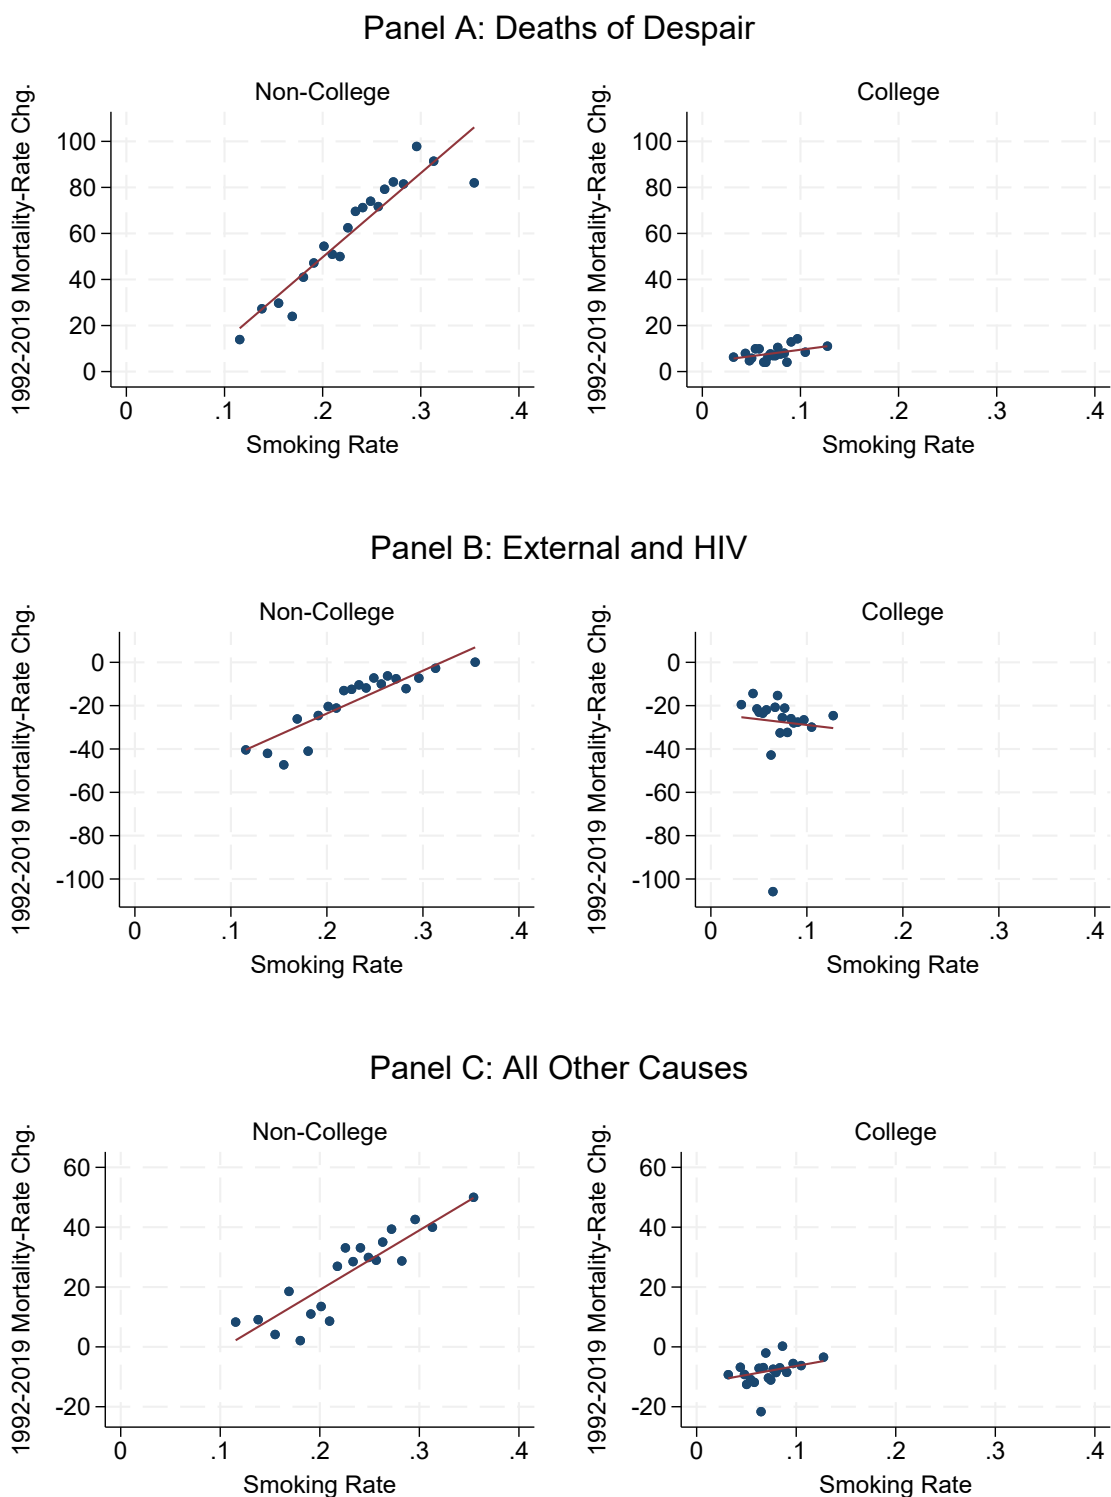 Panel A: Deaths of Despair
Non-College
College
1992-2019 Mortality-Rate Chg.
100
80
60
40
20
0
0 .1 .2 .3 .4
Smoking Rate
1992-2019 Mortality-Rate Chg.
100
80
60
40
20
0
0 .1 .2 .3 .4
Smoking Rate
Panel B: External and HIV
Non-College
College
1992-2019 Mortality-Rate Chg.
0
-20
-40
-60
-80
-100
0 .1 .2 .3 .4
Smoking Rate
1992-2019 Mortality-Rate Chg.
0
-20
-40
-60
-80
-100
0 .1 .2 .3 .4
Smoking Rate
Panel C: All Other Causes
Non-College
College
1992-2019 Mortality-Rate Chg.
60
40
20
0
-20
0 .1 .2 .3 .4
Smoking Rate
1992-2019 Mortality-Rate Chg.
60
40
20
0
-20
0 .1 .2 .3 .4
Smoking Rate